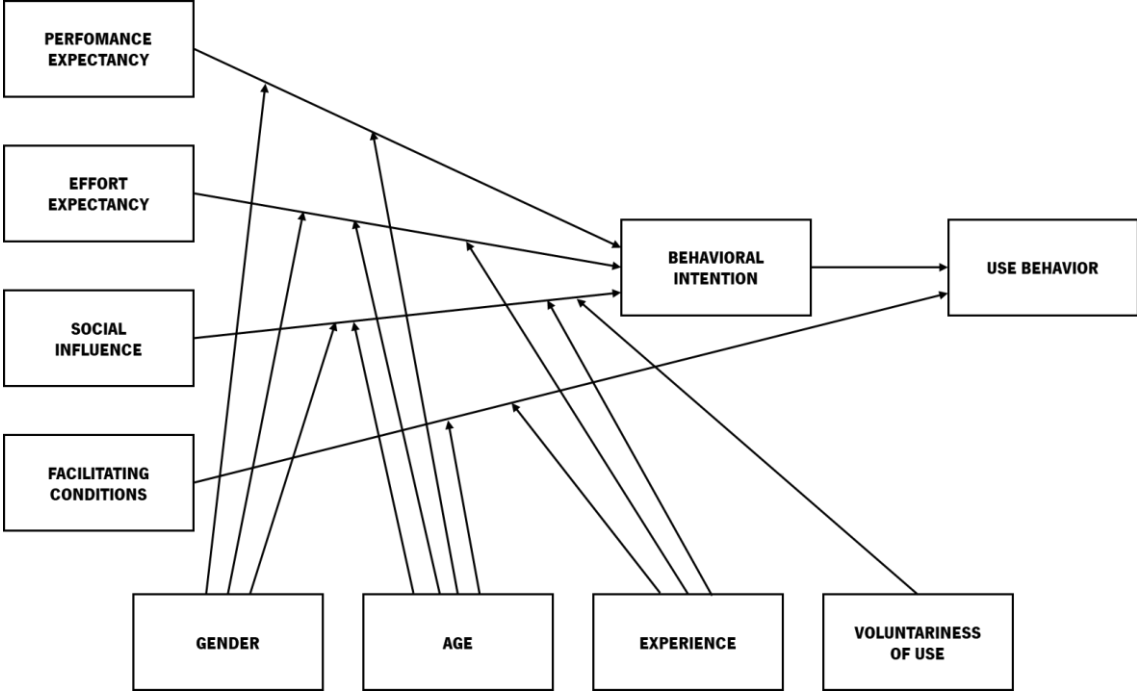 PERFOMANCE
EXPECTANCY
EFFORT
EXPECTANCY
SOCIAL
INFLUENCE
FACILITATING
CONDITIONS
BEHAVIORAL
INTENTION
USE BEHAVIOR
GENDER
AGE
EXPERIENCE
VOLUNTARINESS
OF USE